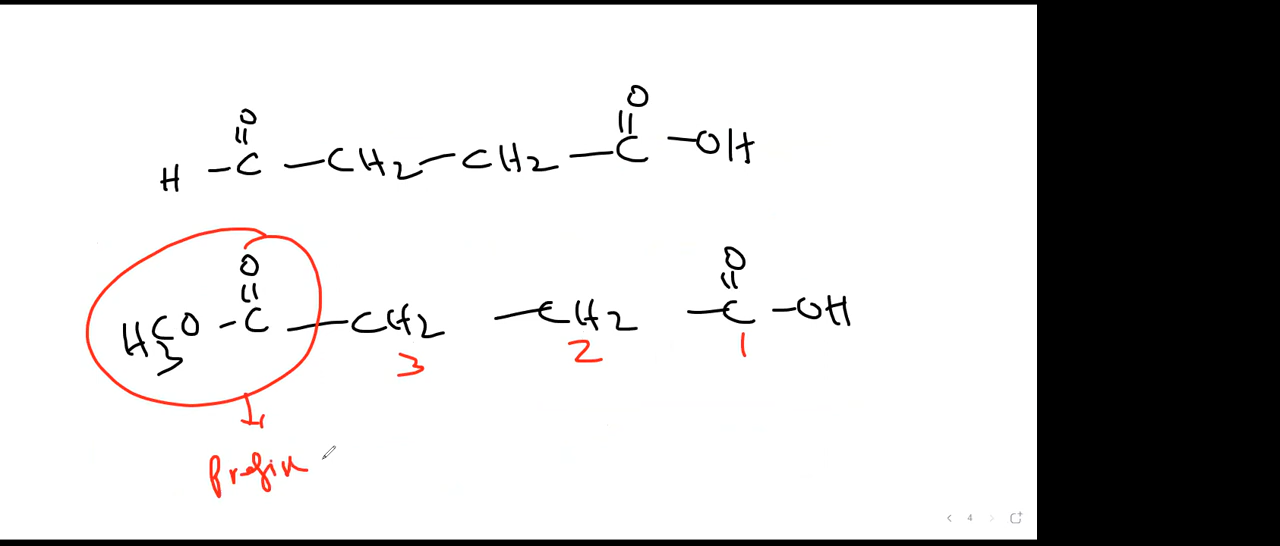 O
||
H - C - CH2 - CH2 - C - OH
O
||
O
||
H3CO - C - CH2 - CH2 - C - OH
O
||
3 2 1
Prefix
4